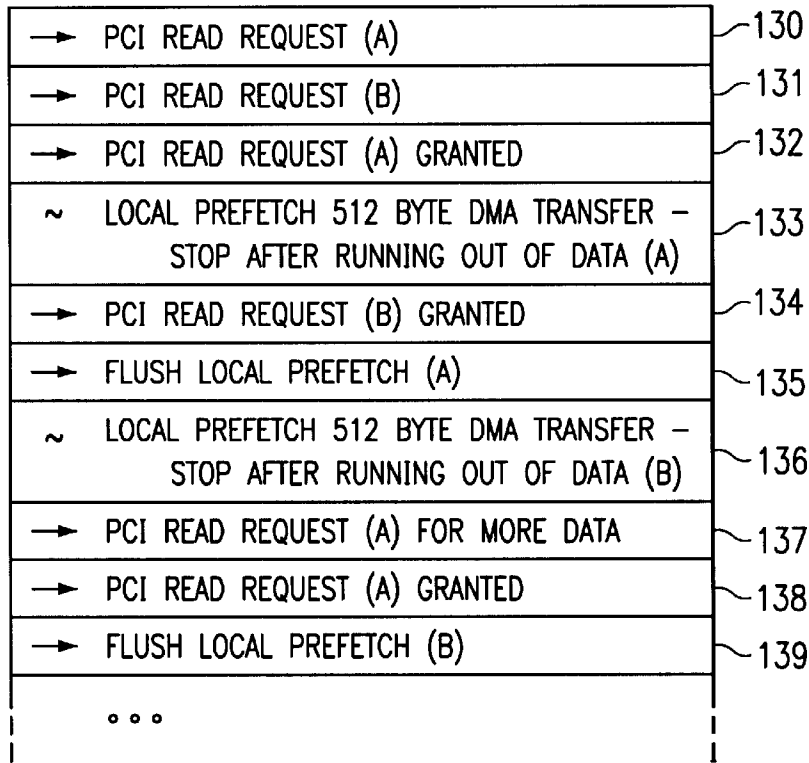 → PCI READ REQUEST (A) 130
→ PCI READ REQUEST (B) 131
→ PCI READ REQUEST (A) GRANTED 132
~ LOCAL PREFETCH 512 BYTE DMA TRANSFER –
STOP AFTER RUNNING OUT OF DATA (A) 133
→ PCI READ REQUEST (B) GRANTED 134
→ FLUSH LOCAL PREFETCH (A) 135
~ LOCAL PREFETCH 512 BYTE DMA TRANSFER –
STOP AFTER RUNNING OUT OF DATA (B) 136
→ PCI READ REQUEST (A) FOR MORE DATA 137
→ PCI READ REQUEST (A) GRANTED 138
→ FLUSH LOCAL PREFETCH (B) 139
∘ ∘ ∘